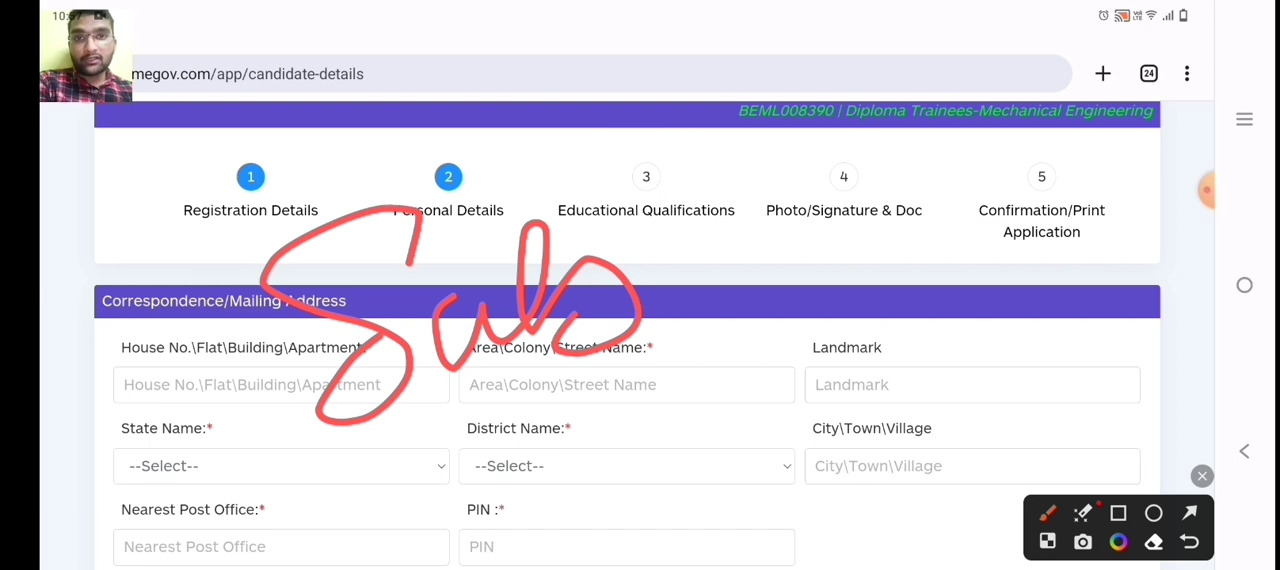 10:
megov.com/app/candidate-details
24
BEML008390 | Diploma Trainees-Mechanical Engineering
1 2 3 4 5
Registration Details Personal Details Educational Qualifications Photo/Signature & Doc Confirmation/Print Application
Sub
Correspondence/Mailing Address
House No.\Flat\Building\Apartment:* Area\Colony\Street Name:* Landmark
House No.\Flat\Building\Apartment Area\Colony\Street Name Landmark
State Name:* District Name:* City\Town\Village
--Select-- --Select-- City\Town\Village
Nearest Post Office:* PIN :*
Nearest Post Office PIN